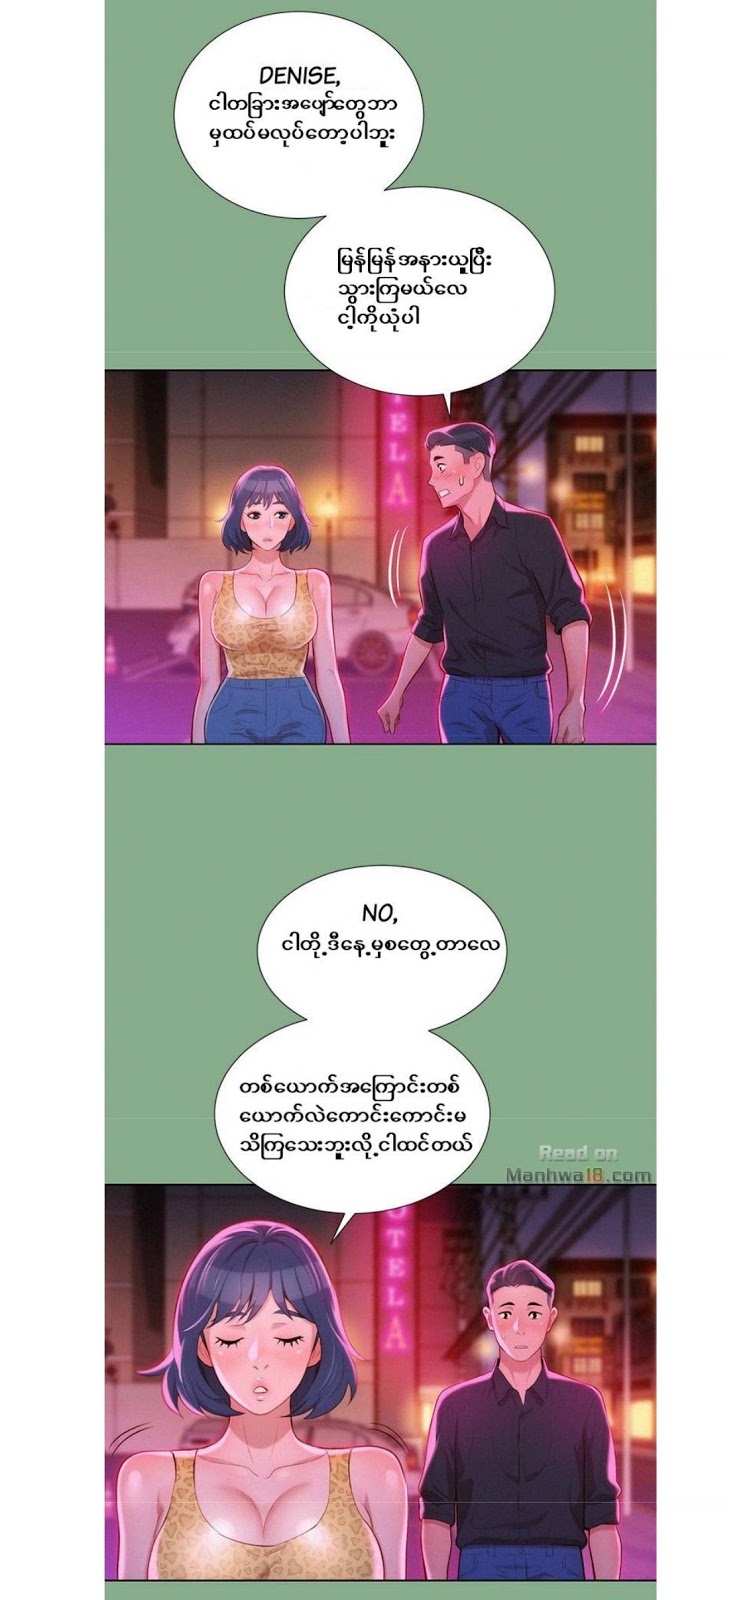 DENISE,
ငါတခြားအပျော်တွေဘာ
မှထပ်မလုပ်တော့ပါဘူး
မြန်မြန်အနားယူပြီး
သွားကြမယ်လေ
ငါ့ကိုယုံပါ
TEL
A
NO,
ငါတို့ဒီနေ့မှစတွေ့တာလေ
တစ်ယောက်အကြောင်းတစ်
ယောက်လဲကောင်းကောင်းမ
သိကြသေးဘူးလို့ငါထင်တယ်
Read on
Manhwa18.com
OTEL
A